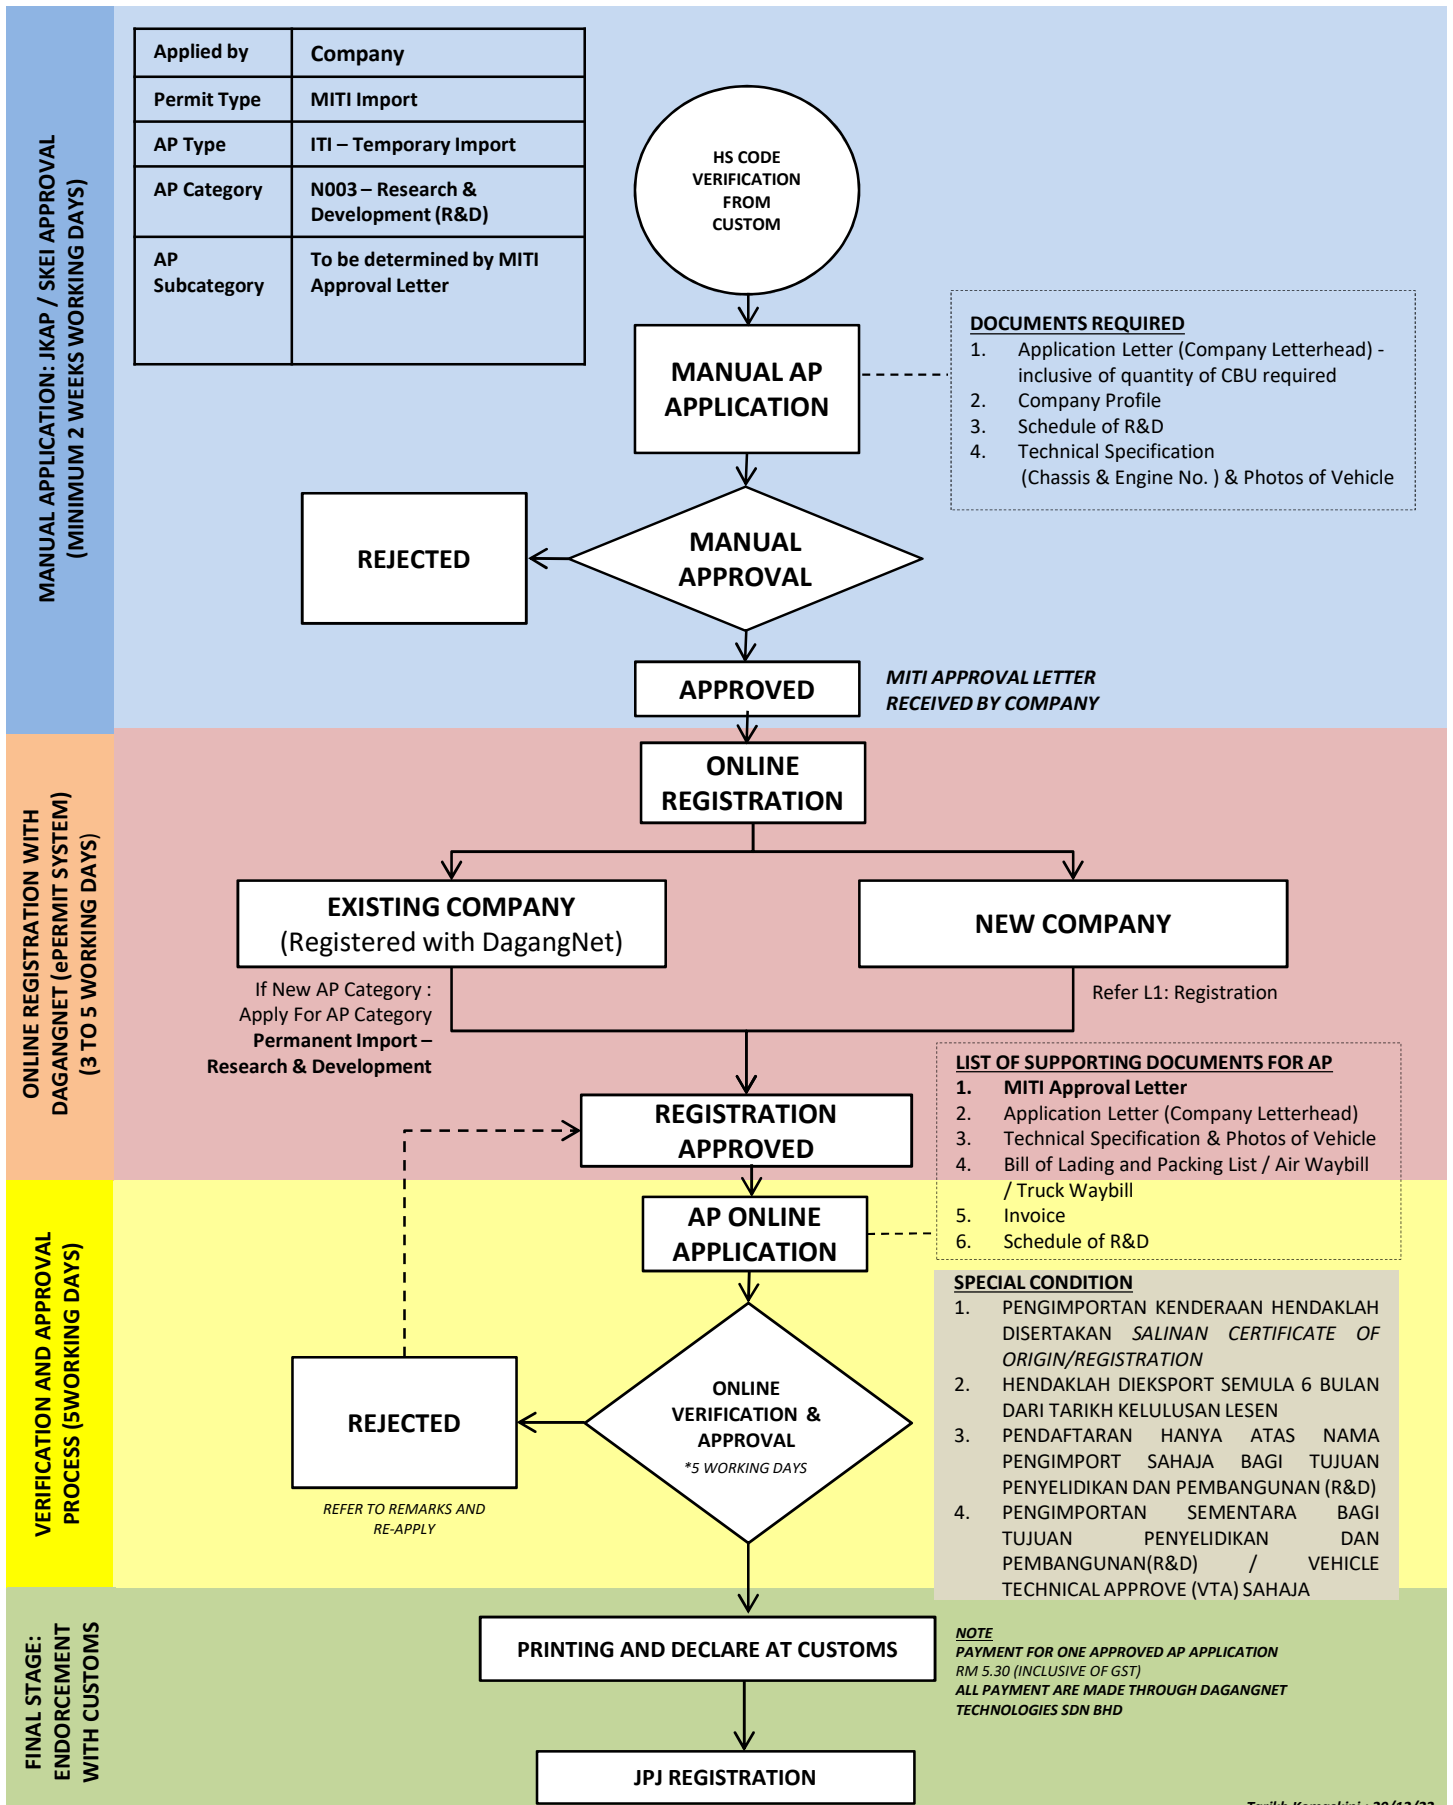 MANUAL APPLICATION: JKAP / SKEI APPROVAL
(MINIMUM 2 WEEKS WORKING DAYS)
Applied by Company
Permit Type MITI Import
AP Type ITI – Temporary Import
AP Category N003 – Research &
Development (R&D)
AP To be determined by MITI
Subcategory Approval Letter
HS CODE
VERIFICATION
FROM
CUSTOM
MANUAL AP
APPLICATION
DOCUMENTS REQUIRED
1. Application Letter (Company Letterhead) -
inclusive of quantity of CBU required
2. Company Profile
3. Schedule of R&D
4. Technical Specification
(Chassis & Engine No. ) & Photos of Vehicle
MANUAL
APPROVAL
REJECTED
APPROVED
MITI APPROVAL LETTER
RECEIVED BY COMPANY
ONLINE REGISTRATION WITH
DAGANGNET (ePERMIT SYSTEM)
(3 TO 5 WORKING DAYS)
ONLINE
REGISTRATION
EXISTING COMPANY
(Registered with DagangNet)
NEW COMPANY
If New AP Category :
Apply For AP Category
Permanent Import –
Research & Development
Refer L1: Registration
REGISTRATION
APPROVED
LIST OF SUPPORTING DOCUMENTS FOR AP
1. MITI Approval Letter
2. Application Letter (Company Letterhead)
3. Technical Specification & Photos of Vehicle
4. Bill of Lading and Packing List / Air Waybill
/ Truck Waybill
5. Invoice
6. Schedule of R&D
VERIFICATION AND APPROVAL
PROCESS (5WORKING DAYS)
AP ONLINE
APPLICATION
ONLINE
VERIFICATION &
APPROVAL
*5 WORKING DAYS
REJECTED
REFER TO REMARKS AND
RE-APPLY
SPECIAL CONDITION
1. PENGIMPORTAN KENDERAAN HENDAKLAH
DISERTAKAN SALINAN CERTIFICATE OF
ORIGIN/REGISTRATION
2. HENDAKLAH DIEKSPORT SEMULA 6 BULAN
DARI TARIKH KELULUSAN LESEN
3. PENDAFTARAN HANYA ATAS NAMA
PENGIMPORT SAHAJA BAGI TUJUAN
PENYELIDIKAN DAN PEMBANGUNAN (R&D)
4. PENGIMPORTAN SEMENTARA BAGI
TUJUAN PENYELIDIKAN DAN
PEMBANGUNAN(R&D) / VEHICLE
TECHNICAL APPROVE (VTA) SAHAJA
FINAL STAGE:
ENDORCEMENT
WITH CUSTOMS
PRINTING AND DECLARE AT CUSTOMS
NOTE
PAYMENT FOR ONE APPROVED AP APPLICATION
RM 5.30 (INCLUSIVE OF GST)
ALL PAYMENT ARE MADE THROUGH DAGANGNET
TECHNOLOGIES SDN BHD
JPJ REGISTRATION